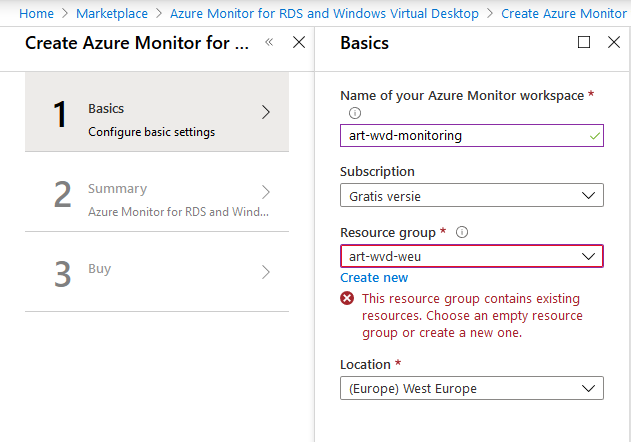 Home > Marketplace > Azure Monitor for RDS and Windows Virtual Desktop > Create Azure Monitor
Create Azure Monitor for ...
Basics
1
Basics
Configure basic settings
2
Summary
Azure Monitor for RDS and Wind...
3
Buy
Name of your Azure Monitor workspace *
art-wvd-monitoring
Subscription
Gratis versie
Resource group *
art-wvd-weu
Create new
This resource group contains existing
resources. Choose an empty resource
group or create a new one.
Location *
(Europe) West Europe